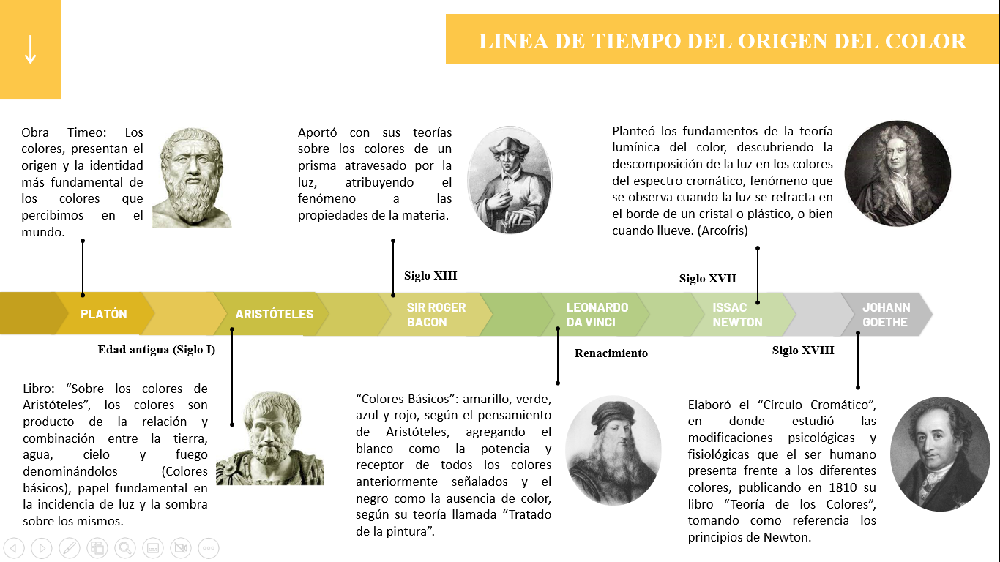 LINEA DE TIEMPO DEL ORIGEN DEL COLOR
Obra Timeo: Los
colores, presentan el
origen y la identidad
más fundamental de
los colores que
percibimos en el
mundo.
Aportó con sus teorías
sobre los colores de un
prisma atravesado por la
luz, atribuyendo el
fenómeno a las
propiedades de la materia.
Planteó los fundamentos de la teoría
lumínica del color, descubriendo la
descomposición de la luz en los colores
del espectro cromático, fenómeno que
se observa cuando la luz se refracta en
el borde de un cristal o plástico, o bien
cuando llueve. (Arcoíris)
Siglo XIII
Siglo XVII
PLATÓN
ARISTÓTELES
SIR ROGER
BACON
LEONARDO
DA VINCI
ISSAC
NEWTON
JOHANN
GOETHE
Edad antigua (Siglo I)
Renacimiento
Siglo XVIII
Libro: “Sobre los colores de
Aristóteles”, los colores son
producto de la relación y
combinación entre la tierra,
agua, cielo y fuego
denominándolos (Colores
básicos), papel fundamental en
la incidencia de luz y la sombra
sobre los mismos.
“Colores Básicos”: amarillo, verde,
azul y rojo, según el pensamiento
de Aristóteles, agregando el
blanco como la potencia y
receptor de todos los colores
anteriormente señalados y el
negro como la ausencia de color,
según su teoría llamada “Tratado
de la pintura”.
Elaboró el “Círculo Cromático”,
en donde estudió las
modificaciones psicológicas y
fisiológicas que el ser humano
presenta frente a los diferentes
colores, publicando en 1810 su
libro “Teoría de los Colores”,
tomando como referencia los
principios de Newton.